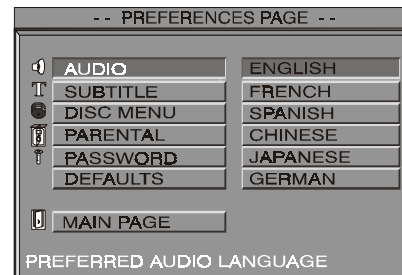 -- PREFERENCES PAGE --
AUDIO ENGLISH
T SUBTITLE FRENCH
DISC MENU SPANISH
PARENTAL CHINESE
PASSWORD JAPANESE
DEFAULTS GERMAN
MAIN PAGE
PREFERRED AUDIO LANGUAGE